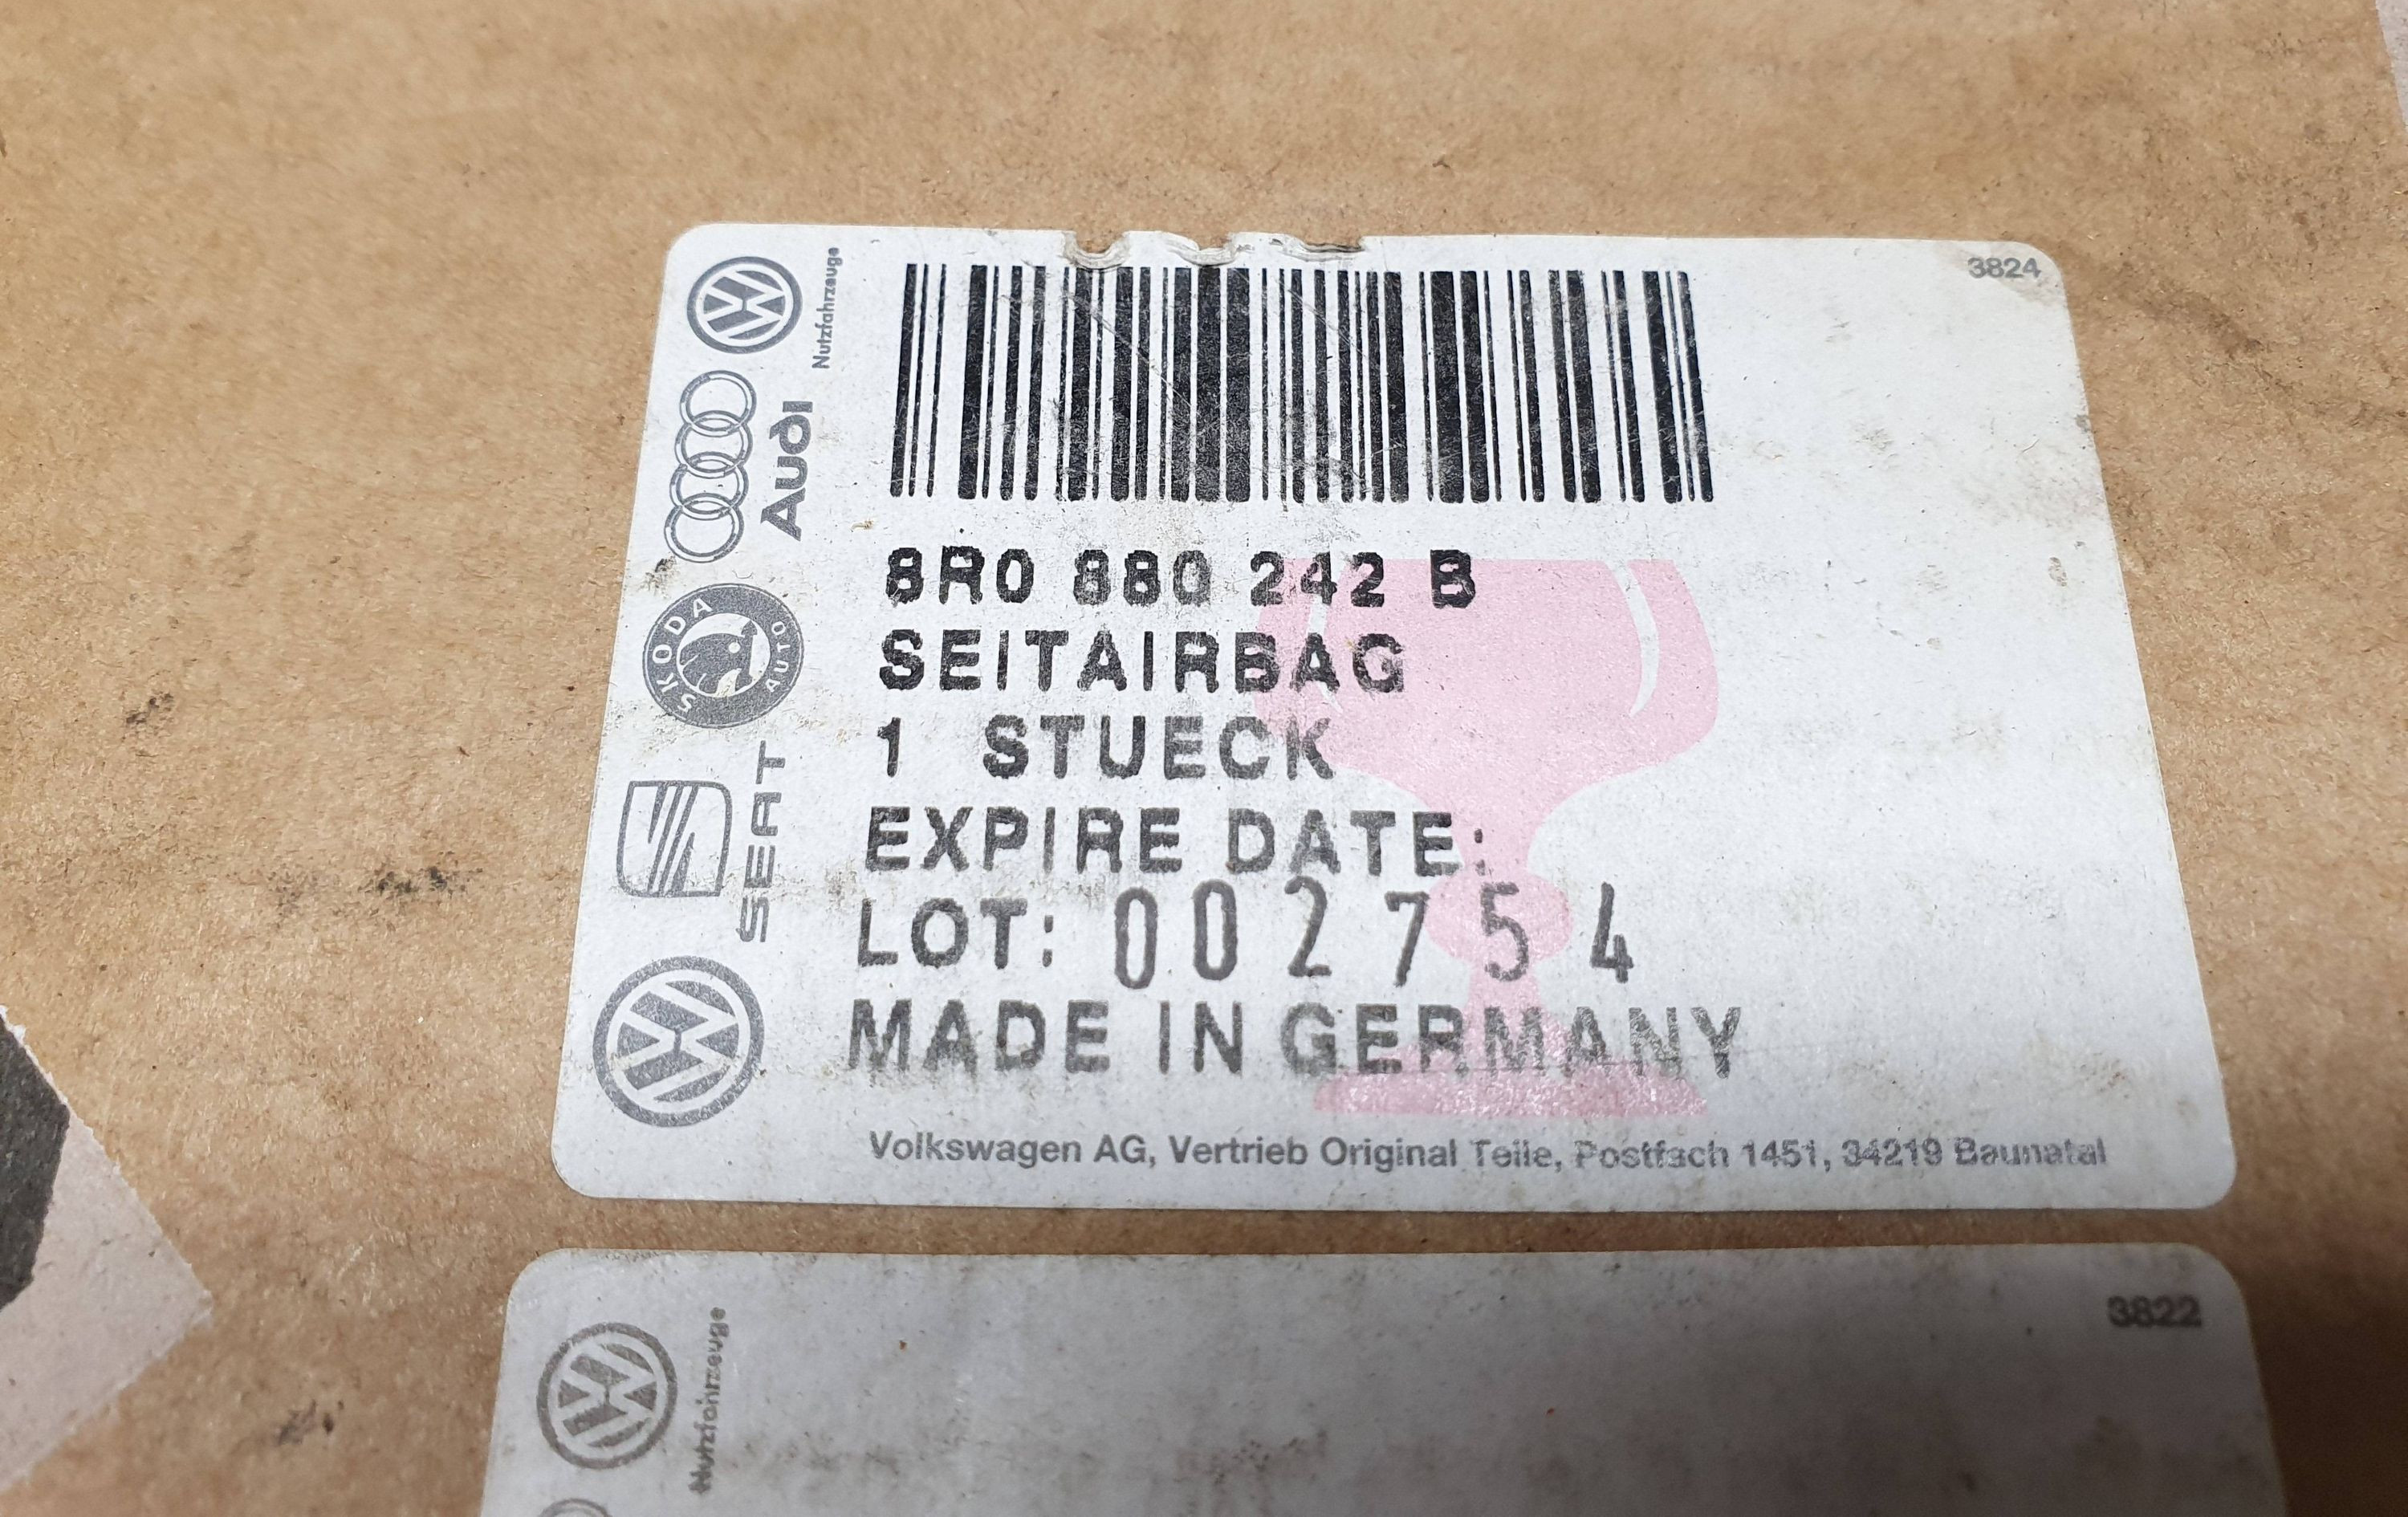 3824
Nutzfahrzeuge
Audi
SKODA AUTO
SEAT
8R0 880 242 B
SEITAIRBAG
1 STUECK
EXPIRE DATE:
LOT: 002754
MADE IN GERMANY
Volkswagen AG, Vertrieb Original Teile, Postfach 1451, 34219 Baunatal
3822
Nutzfahrzeuge